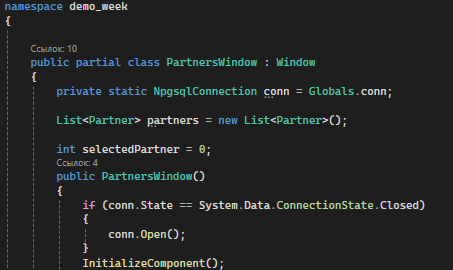 namespace demo_week
{
Ссылок: 10
public partial class PartnersWindow : Window
{
private static NpgsqlConnection conn = Globals.conn;
List<Partner> partners = new List<Partner>();
int selectedPartner = 0;
Ссылок: 4
public PartnersWindow()
{
if (conn.State == System.Data.ConnectionState.Closed)
{
conn.Open();
}
InitializeComponent();